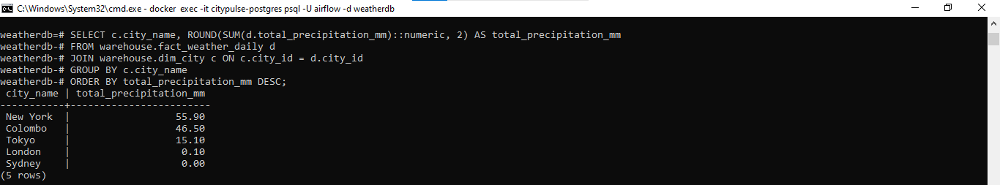 C:\Windows\System32\cmd.exe - docker  exec -it citypulse-postgres psql -U airflow -d weatherdb
weatherdb=# SELECT c.city_name, ROUND(SUM(d.total_precipitation_mm)::numeric, 2) AS total_precipitation_mm
weatherdb-# FROM warehouse.fact_weather_daily d
weatherdb-# JOIN warehouse.dim_city c ON c.city_id = d.city_id
weatherdb-# GROUP BY c.city_name
weatherdb-# ORDER BY total_precipitation_mm DESC;
 city_name | total_precipitation_mm
-----------+------------------------
 New York  |                  55.90
 Colombo   |                  46.50
 Tokyo     |                  15.10
 London    |                   0.10
 Sydney    |                   0.00
(5 rows)